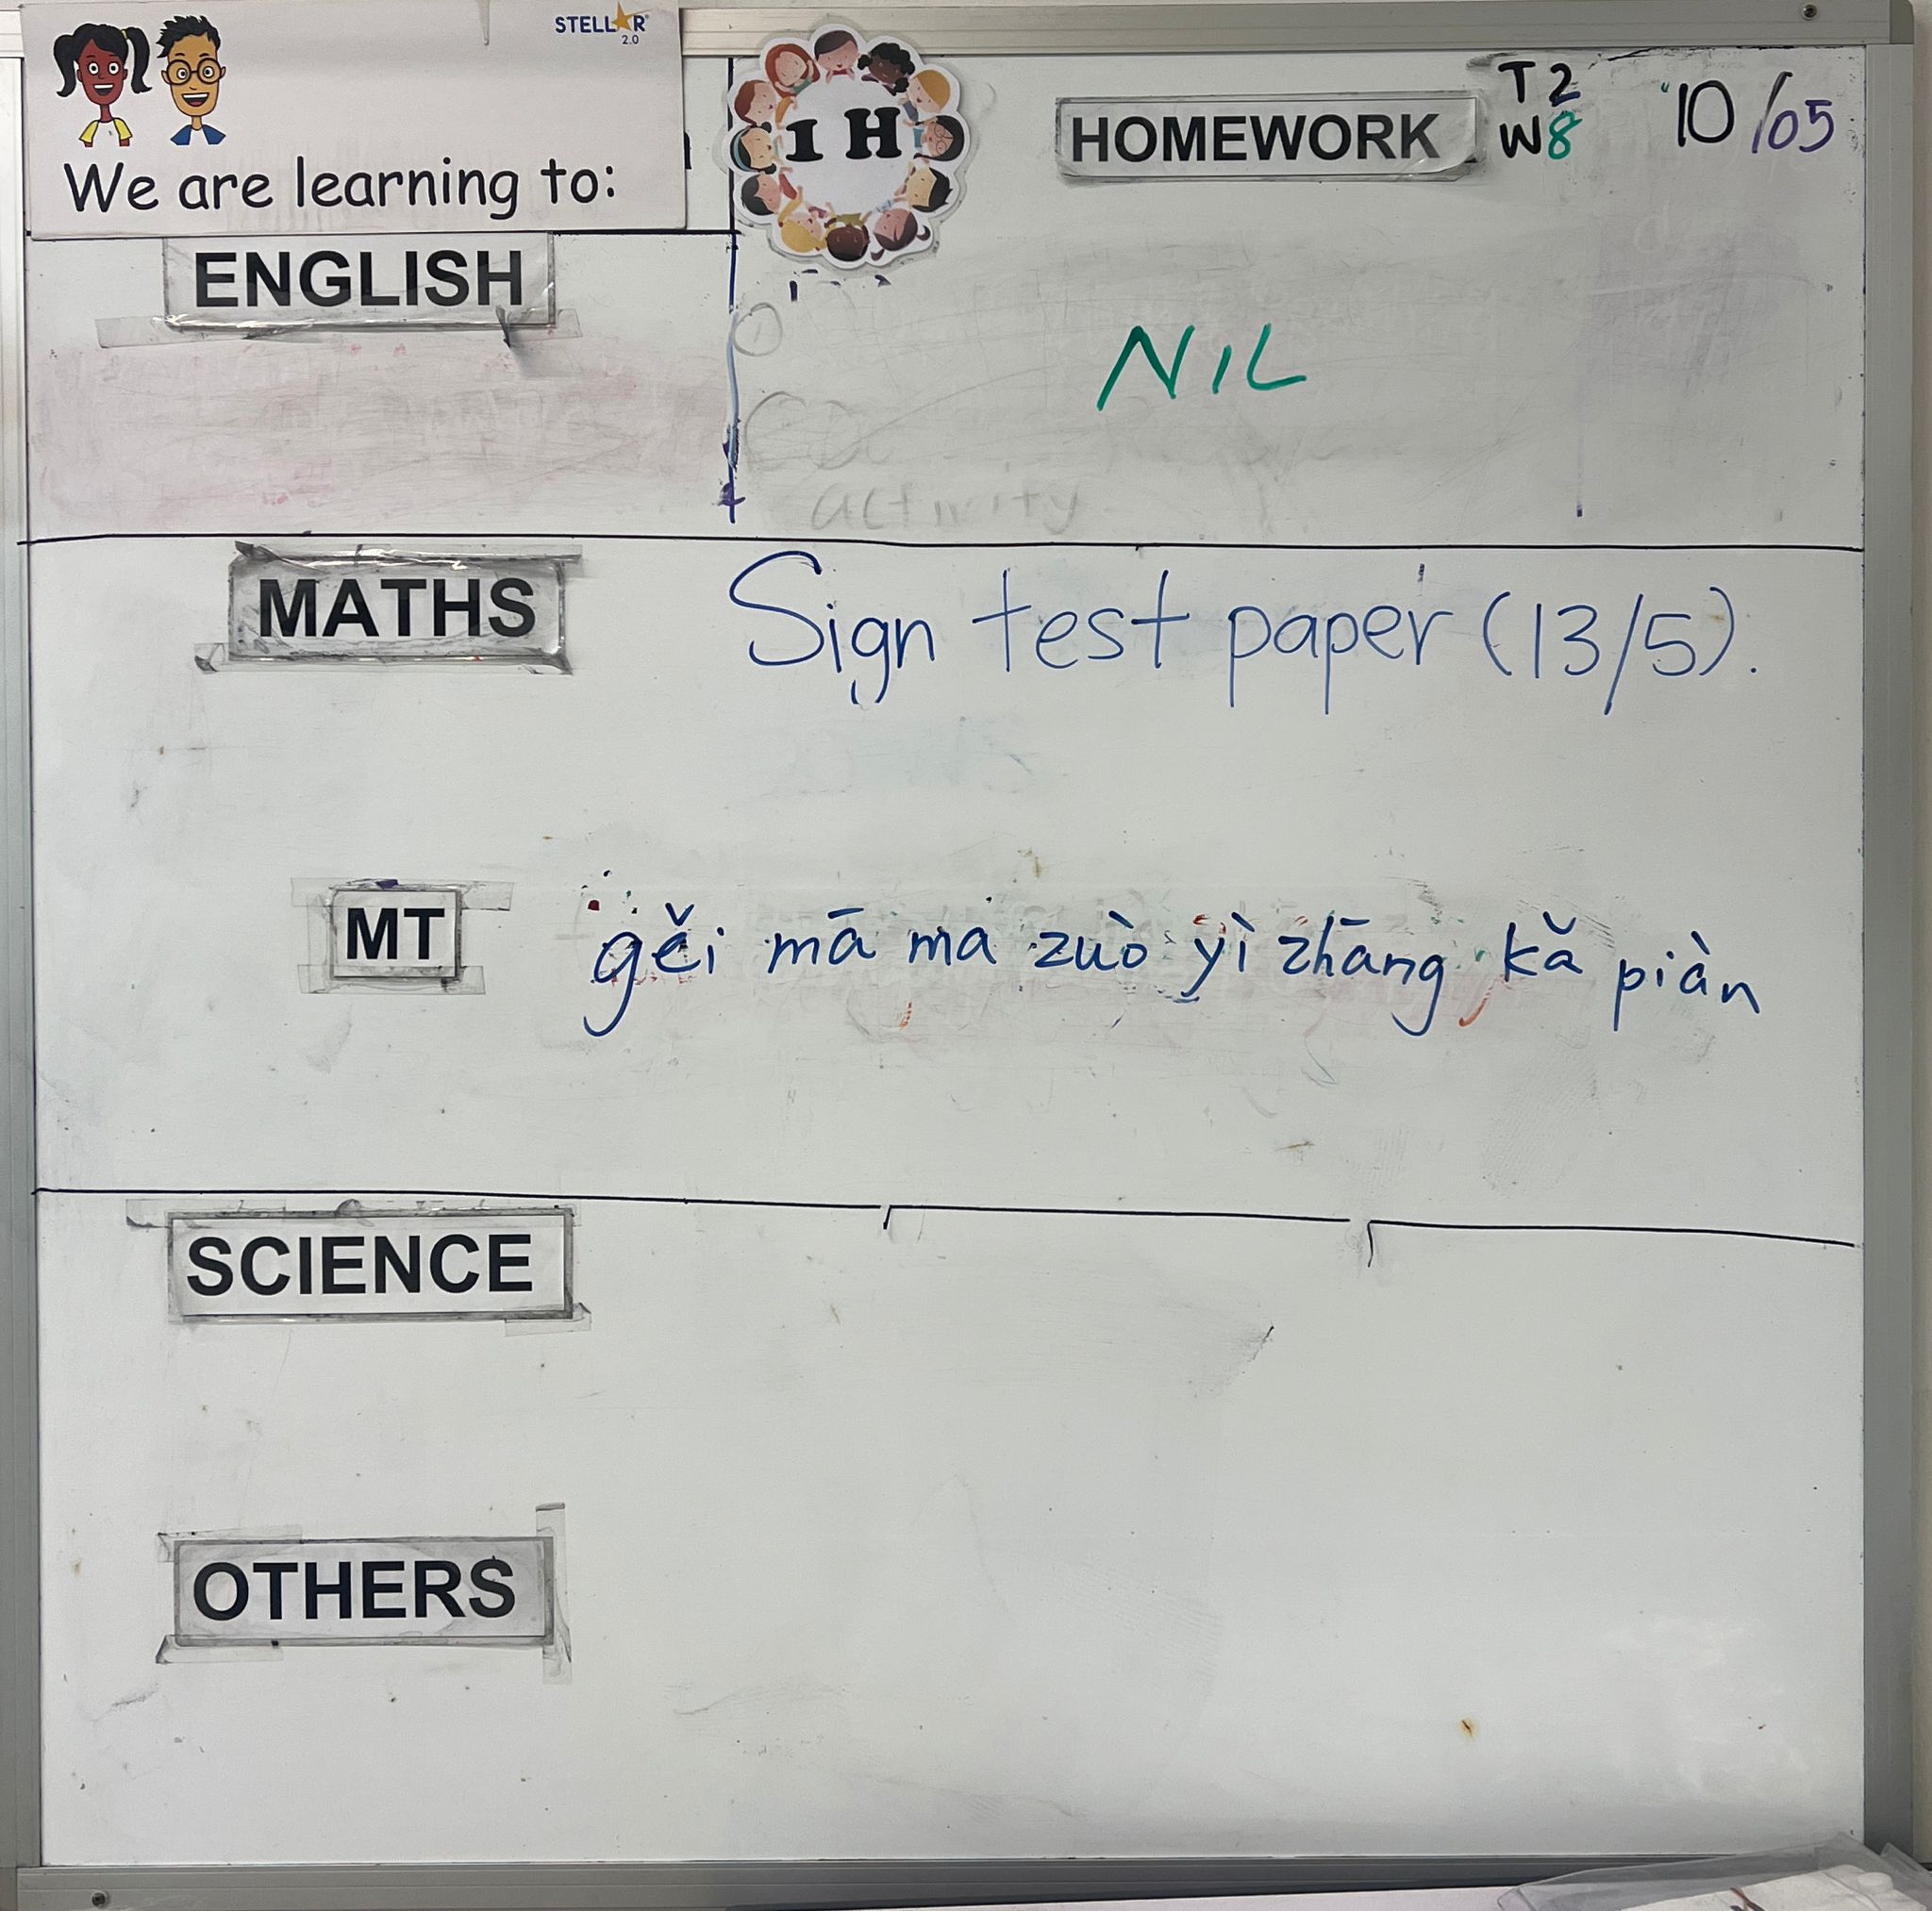 STELLAR 2.0
We are learning to:
1 H
HOMEWORK
T2
W8
10/05
ENGLISH
NIL
activity
MATHS
Sign test paper (13/5).
MT
gěi mā ma zuò yì zhāng kǎ piàn
SCIENCE
OTHERS